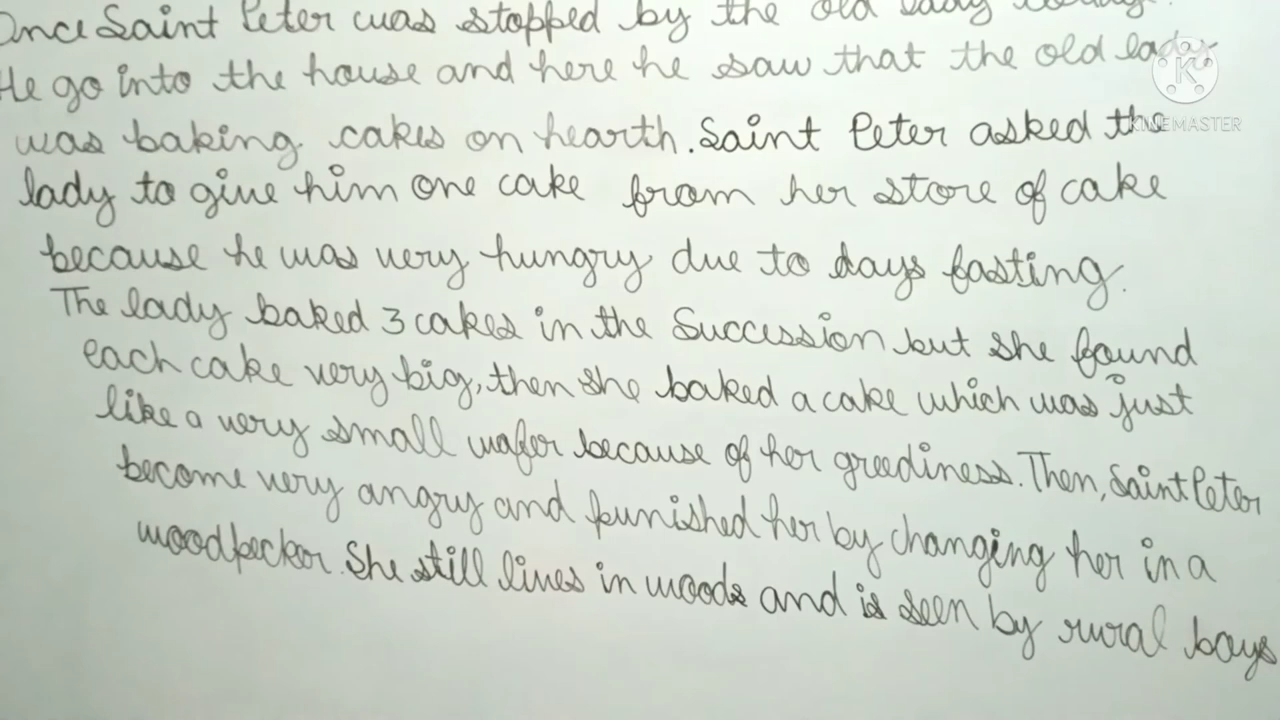 Once Saint Peter was stopped by the old lady
He go into the house and here he saw that the old lady
was baking cakes on hearth. Saint Peter asked the
lady to give him one cake from her store of cake
because he was very hungry due to days fasting.
The lady baked 3 cakes in the Succession but she found
each cake very big, then she baked a cake which was just
like a very small wafer because of her greediness. Then, Saint Peter
become very angry and punished her by changing her in a
woodpecker. She still lives in woods and is seen by rural boys
K
KINEMASTER